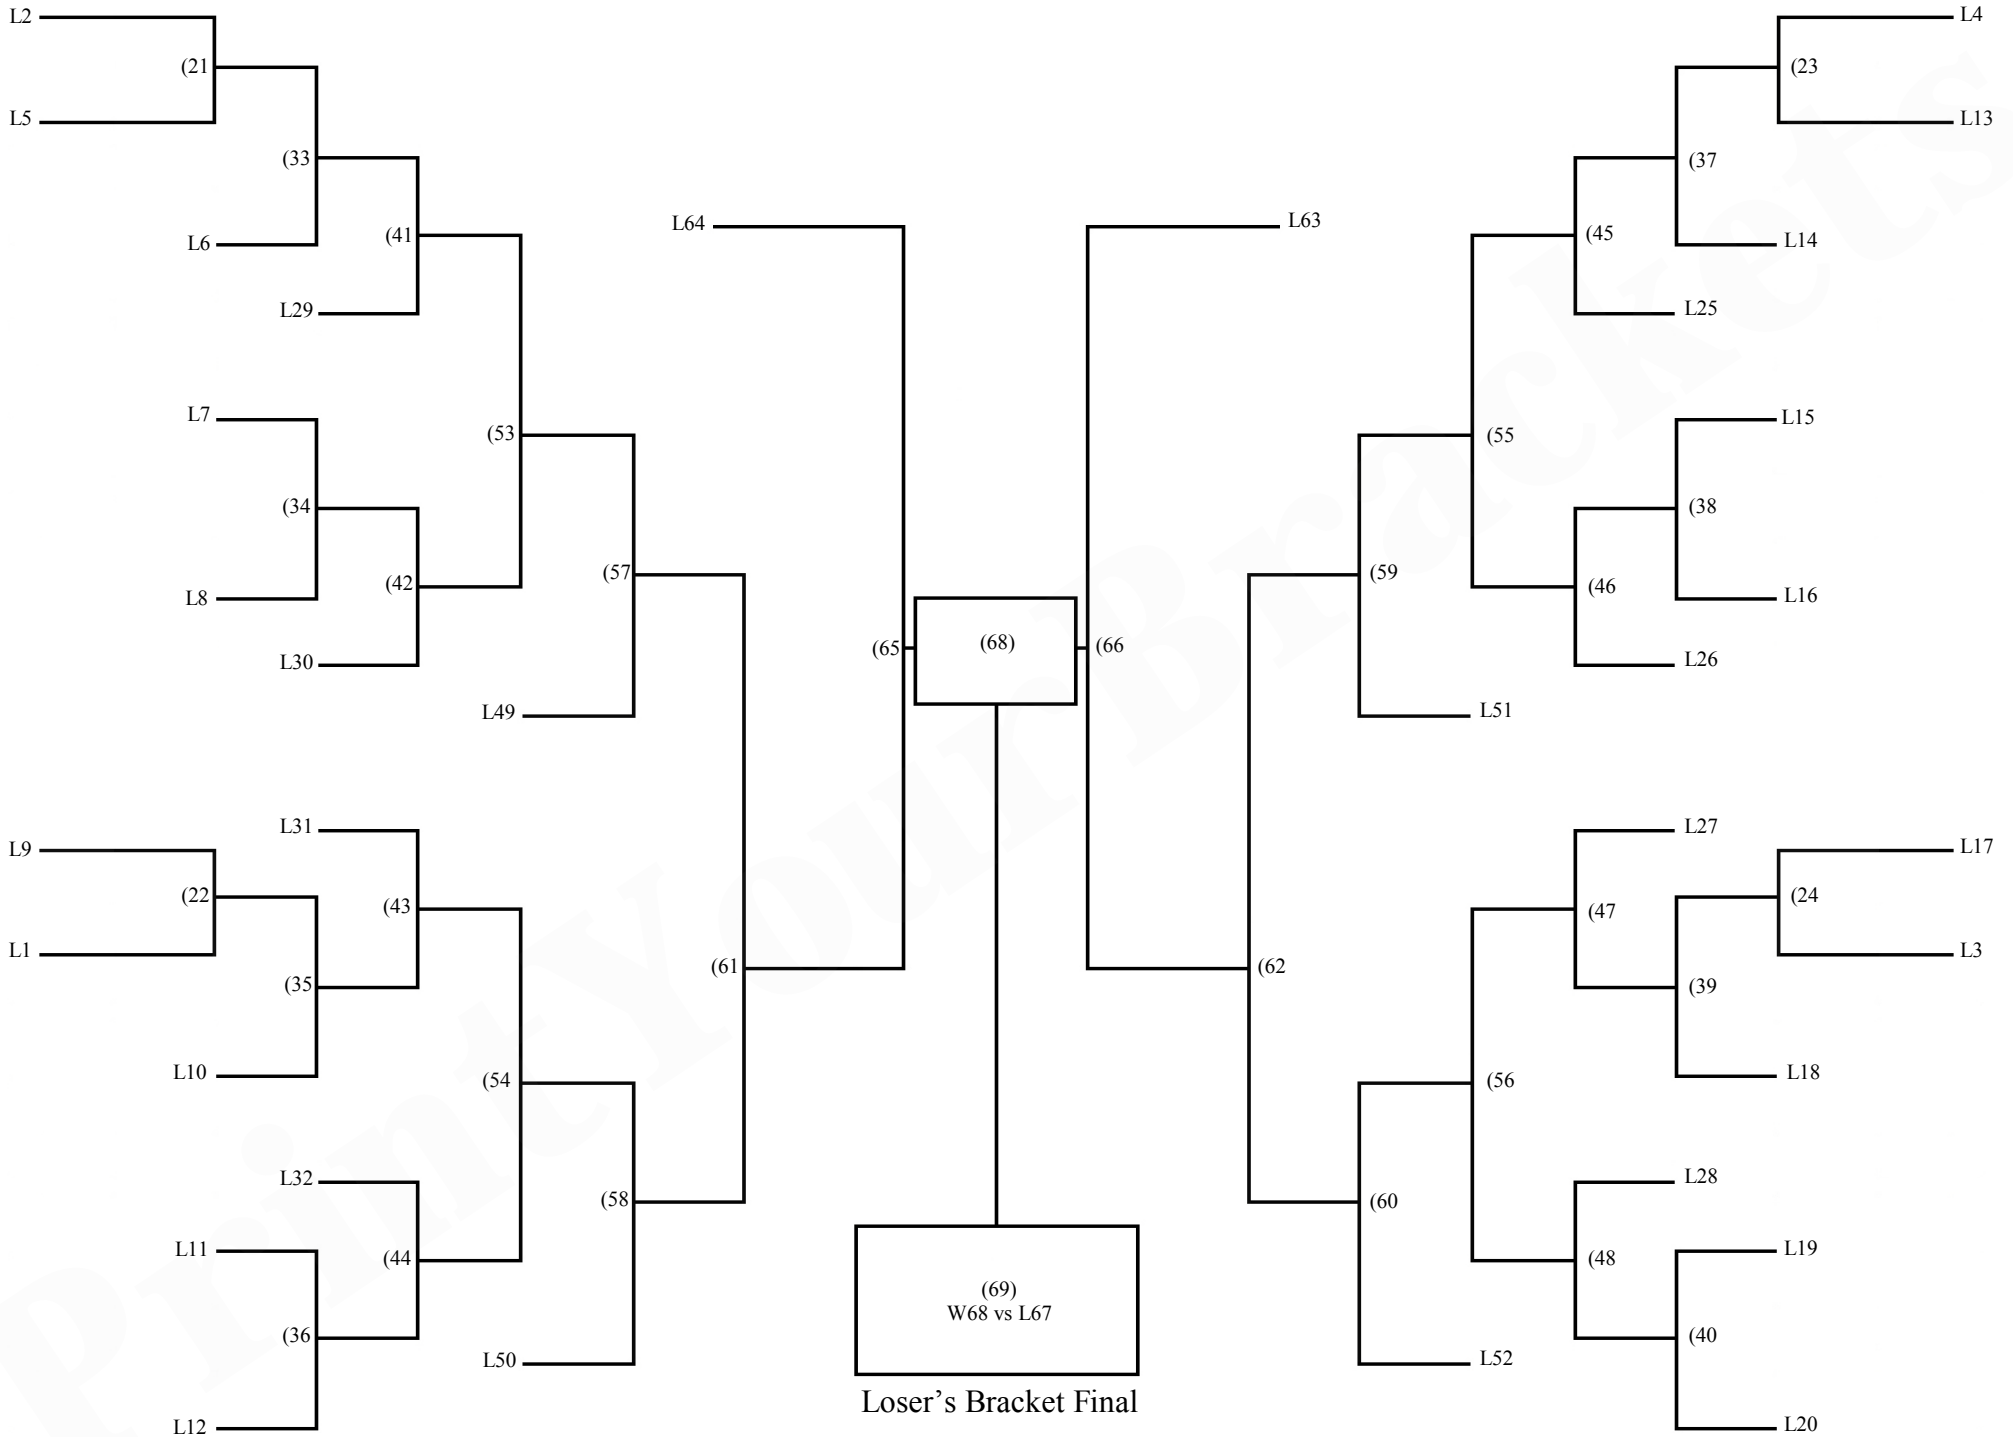 L2
L4
(21
(23
L5
L13
(33
(37
L64
L63
L6
(41
(45
L14
L29
L25
L7
L15
(53
(55
(34
(38
(57
(59
L8
(42
(46
L16
(65
(68)
(66
L30
L26
L49
L51
L31
L27
L9
L17
(22
(43
(47
(24
L1
(61
(62
L3
(35
(39
L10
L18
(54
(56
L32
L28
(58
(60
L11
(44
(48
L19
(69)
W68 vs L67
(36
(40
L50
L52
Loser’s Bracket Final
L12
L20
PrintYourBrackets